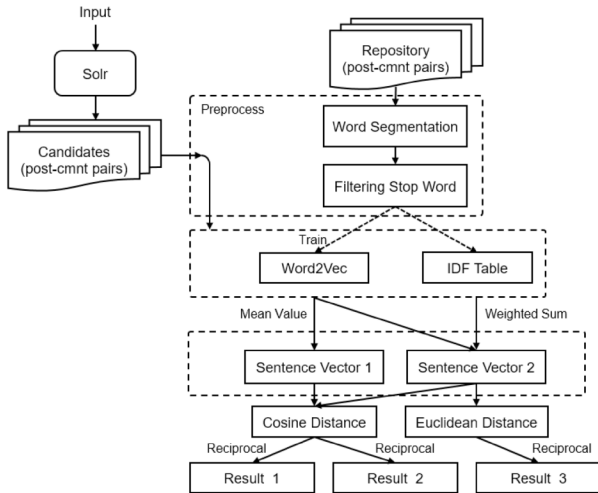 Input
Solr
Repository
(post-cmnt pairs)
Preprocess
Word Segmentation
Candidates
(post-cmnt pairs)
Filtering Stop Word
Train
Word2Vec
IDF Table
Mean Value
Weighted Sum
Sentence Vector 1
Sentence Vector 2
Cosine Distance
Euclidean Distance
Reciprocal
Reciprocal
Reciprocal
Result 1
Result 2
Result 3